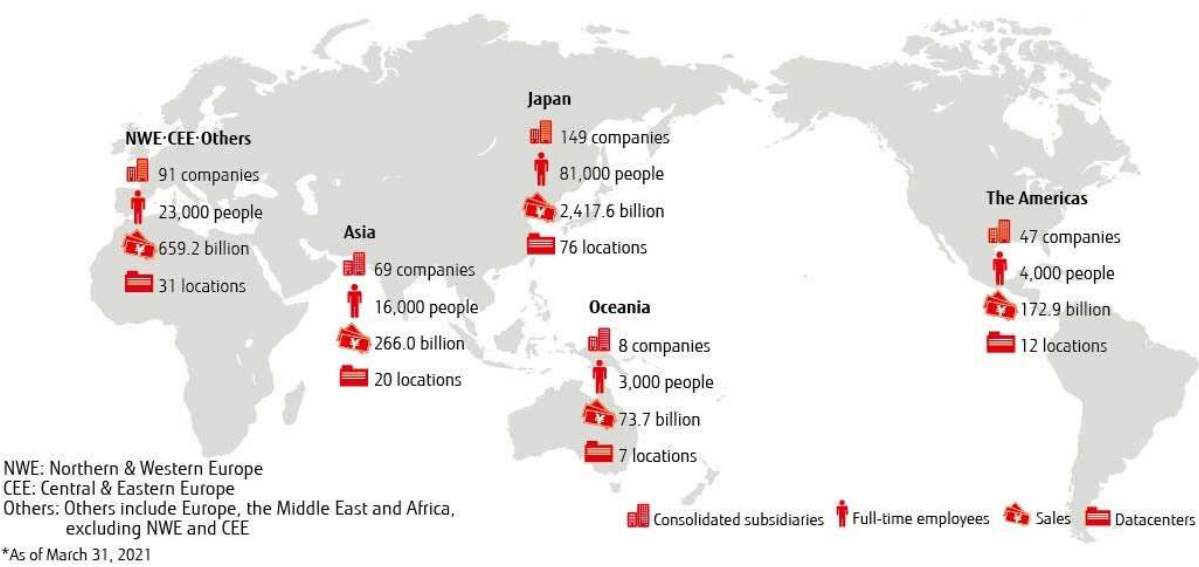 Japan
149 companies
81,000 people
¥ 2,417.6 billion
76 locations
NWE·CEE·Others
91 companies
23,000 people
¥ 659.2 billion
31 locations
Asia
69 companies
16,000 people
¥ 266.0 billion
20 locations
Oceania
8 companies
3,000 people
¥ 73.7 billion
7 locations
The Americas
47 companies
4,000 people
¥ 172.9 billion
12 locations
NWE: Northern & Western Europe
CEE: Central & Eastern Europe
Others: Others include Europe, the Middle East and Africa,
excluding NWE and CEE
*As of March 31, 2021
Consolidated subsidiaries Full-time employees ¥ Sales Datacenters